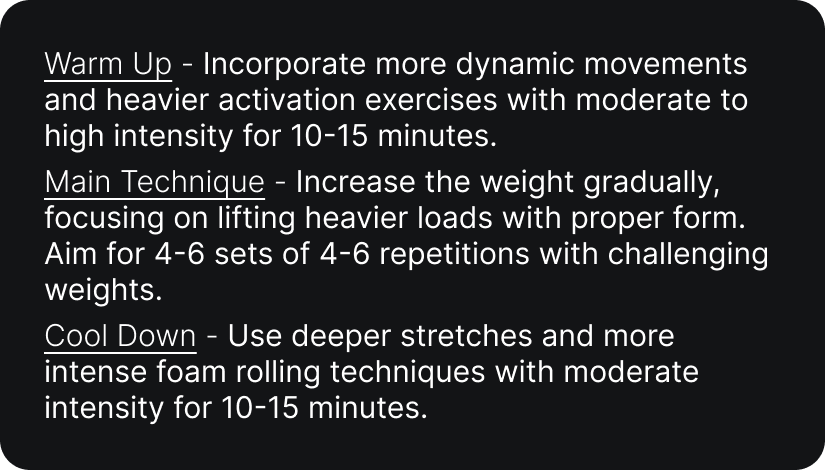 Warm Up - Incorporate more dynamic movements
and heavier activation exercises with moderate to
high intensity for 10-15 minutes.
Main Technique - Increase the weight gradually,
focusing on lifting heavier loads with proper form.
Aim for 4-6 sets of 4-6 repetitions with challenging
weights.
Cool Down - Use deeper stretches and more
intense foam rolling techniques with moderate
intensity for 10-15 minutes.